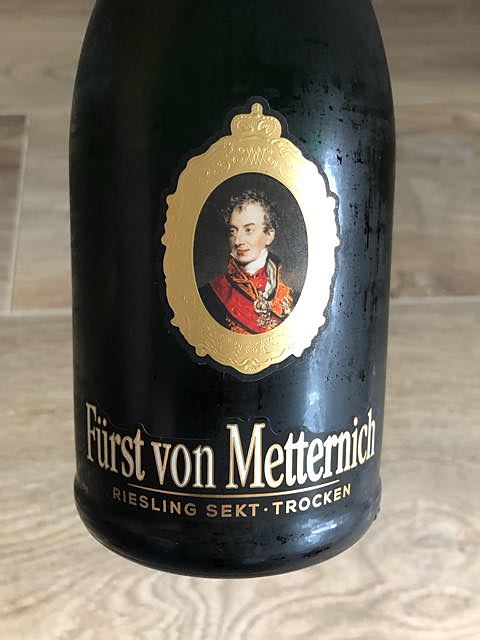 Fürst von Metternich
RIESLING SEKT · TROCKEN